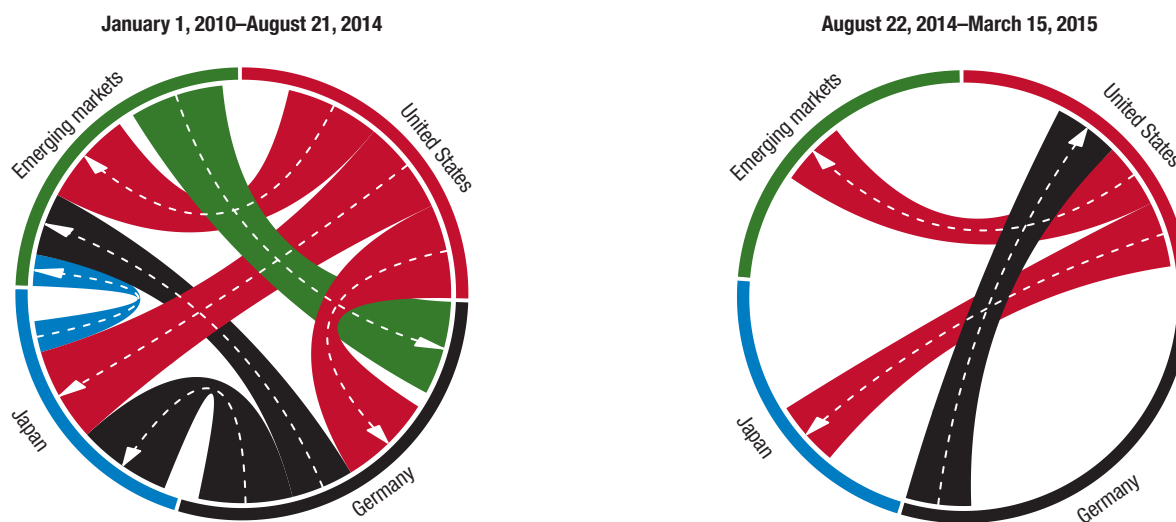 January 1, 2010–August 21, 2014
August 22, 2014–March 15, 2015
Emerging markets
United States
Japan
Germany
Emerging markets
United States
Japan
Germany